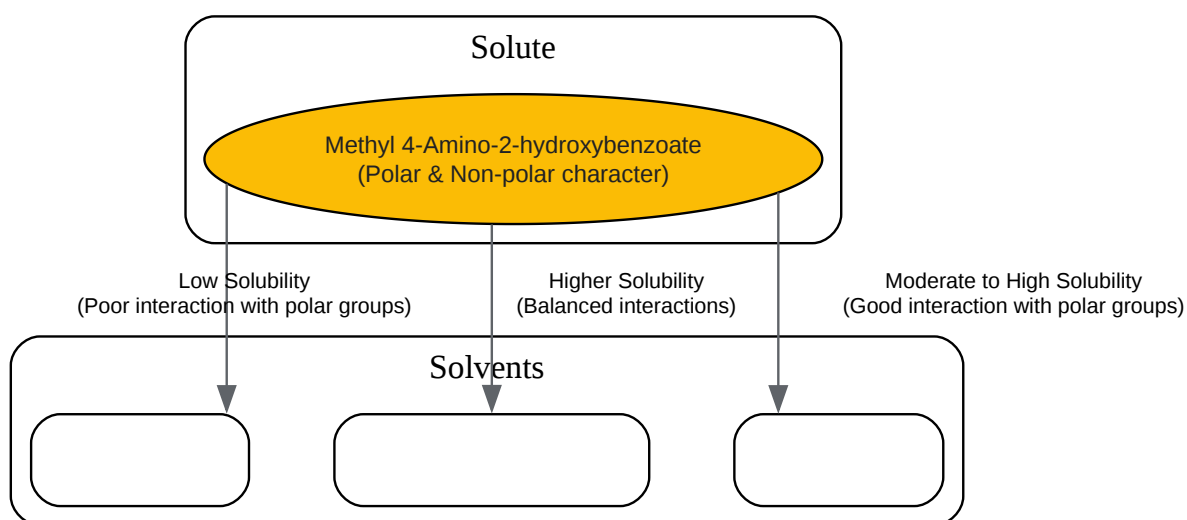 Solute
Methyl 4-Amino-2-hydroxybenzoate
(Polar & Non-polar character)
Low Solubility
(Poor interaction with polar groups)
Higher Solubility
(Balanced interactions)
Moderate to High Solubility
(Good interaction with polar groups)
Solvents